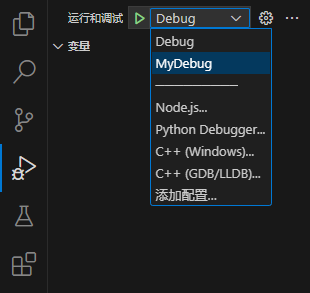 运行和调试 Debug
变量
Debug
MyDebug
Node.js...
Python Debugger...
C++ (Windows)...
C++ (GDB/LLDB)...
添加配置...